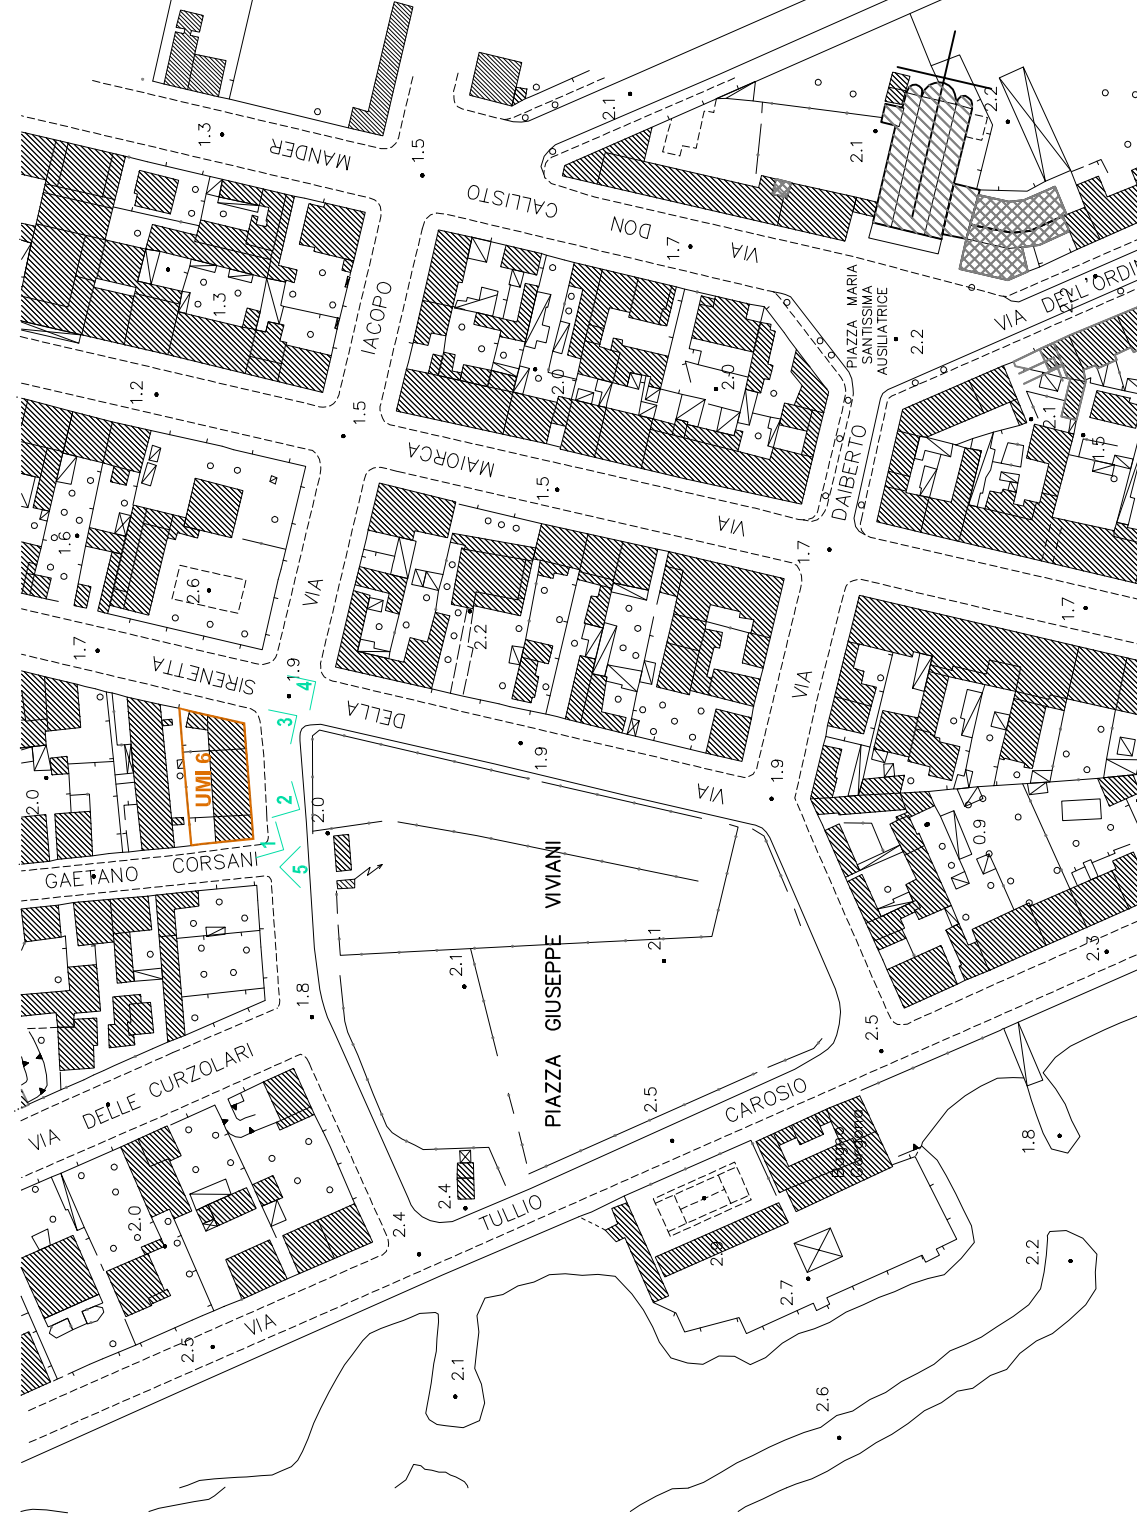 1.3
MANDER
1.5
2.1
2.2
2.1
CALLISTO
DON
1.7
VIA
1.3
IACOPO
PIAZZA MARIA
SANTISSIMA
AUSILIATRICE
2.2
VIA DELL'ORDI
1.2
1.5
2.0
2.0
2.1
1.5
MAIORCA
1.5
VIA
DAIBERTO
1.7
1.6
2.6
VIA
1.7
2.2
1.7
SIRENETTA
1.9
4
3
DELLA
VIA
2.0
UMI 6
2
2.0
1.9
VIA
1.9
0.9
GAETANO CORSANI
1
5
PIAZZA GIUSEPPE VIVIANI
2.1
2.1
2.3
1.8
2.5
VIA DELLE CURZOLARI
2.5
CAROSIO
1.8
2.0
2.4
TULLIO
2.4
Bagno
2.7
2.2
2.5
VIA
2.1
2.6